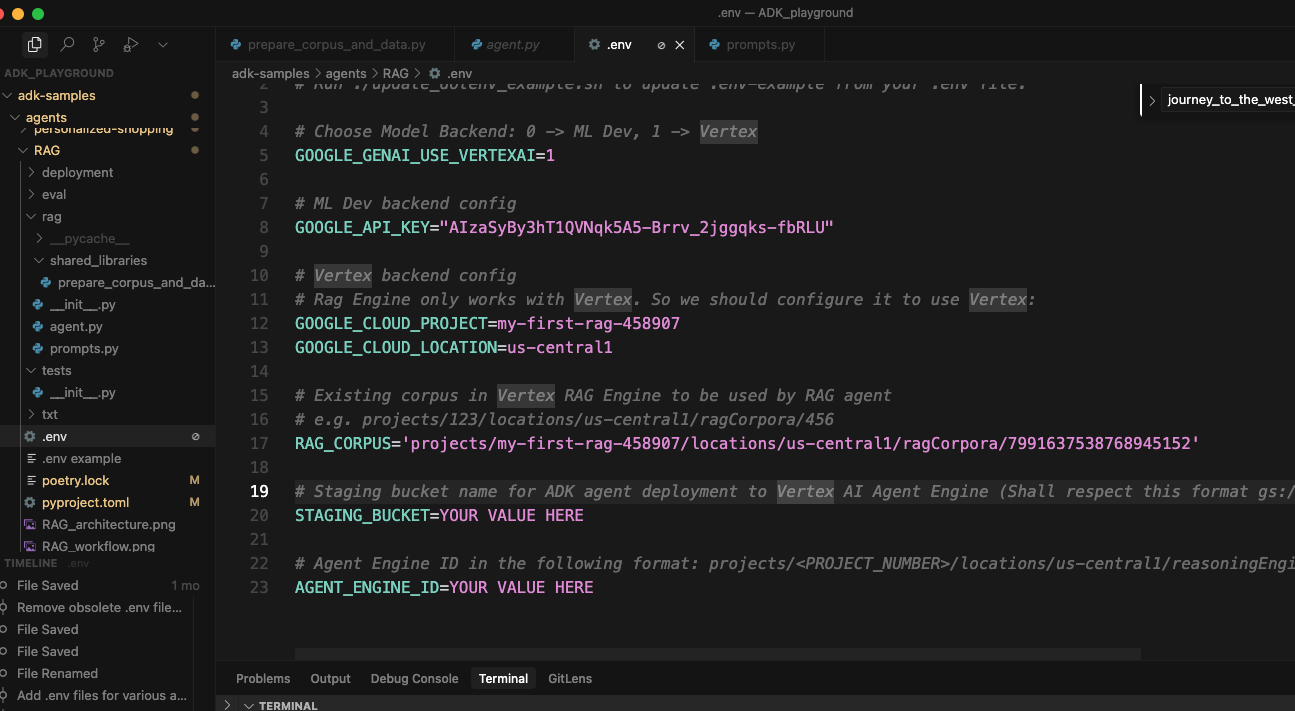 .env — ADK_playground
prepare_corpus_and_data.py
agent.py
.env
prompts.py
ADK_PLAYGROUND
adk-samples > agents > RAG > .env
adk-samples
agents
personalized-shopping
RAG
deployment
eval
rag
__pycache__
shared_libraries
prepare_corpus_and_da...
__init__.py
agent.py
prompts.py
tests
__init__.py
txt
.env
.env example
poetry.lock M
pyproject.toml M
RAG_architecture.png
RAG_workflow.png
TIMELINE .env
File Saved 1 mo
Remove obsolete .env file...
File Saved
File Saved
File Renamed
Add .env files for various a...
2 # Run ./update_dotenv_example.sh to update .env-example from your .env file.
3
4 # Choose Model Backend: 0 -> ML Dev, 1 -> Vertex
5 GOOGLE_GENAI_USE_VERTEXAI=1
6
7 # ML Dev backend config
8 GOOGLE_API_KEY="AIzaSyBy3hT1QVNqk5A5-Brrv_2jggqks-fbRLU"
9
10 # Vertex backend config
11 # Rag Engine only works with Vertex. So we should configure it to use Vertex:
12 GOOGLE_CLOUD_PROJECT=my-first-rag-458907
13 GOOGLE_CLOUD_LOCATION=us-central1
14
15 # Existing corpus in Vertex RAG Engine to be used by RAG agent
16 # e.g. projects/123/locations/us-central1/ragCorpora/456
17 RAG_CORPUS='projects/my-first-rag-458907/locations/us-central1/ragCorpora/7991637538768945152'
18
19 # Staging bucket name for ADK agent deployment to Vertex AI Agent Engine (Shall respect this format gs:/
20 STAGING_BUCKET=YOUR VALUE HERE
21
22 # Agent Engine ID in the following format: projects/<PROJECT_NUMBER>/locations/us-central1/reasoningEngi
23 AGENT_ENGINE_ID=YOUR VALUE HERE
journey_to_the_west_
Problems Output Debug Console Terminal GitLens
TERMINAL